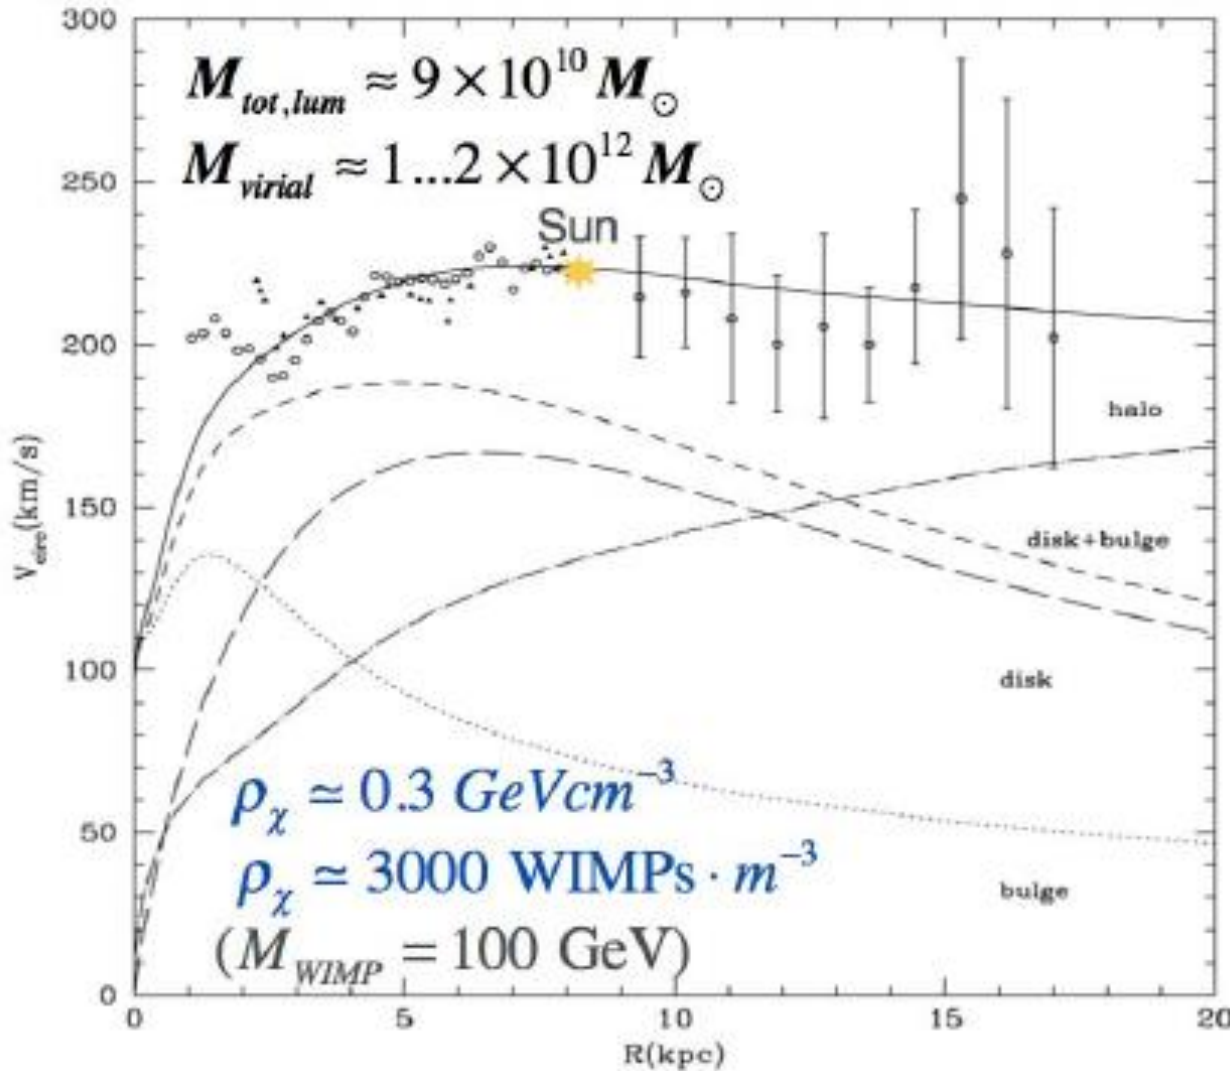 300
M_tot,lum ≈ 9 × 10^10 M_⊙
M_virial ≈ 1...2 × 10^12 M_⊙
250
Sun
200
halo
V_circ(km/s)
150
disk+bulge
100
disk
ρ_χ ≃ 0.3 GeVcm^−3
50
ρ_χ ≃ 3000 WIMPs · m^−3
bulge
(M_WIMP = 100 GeV)
0
0 5 10 15 20
R(kpc)